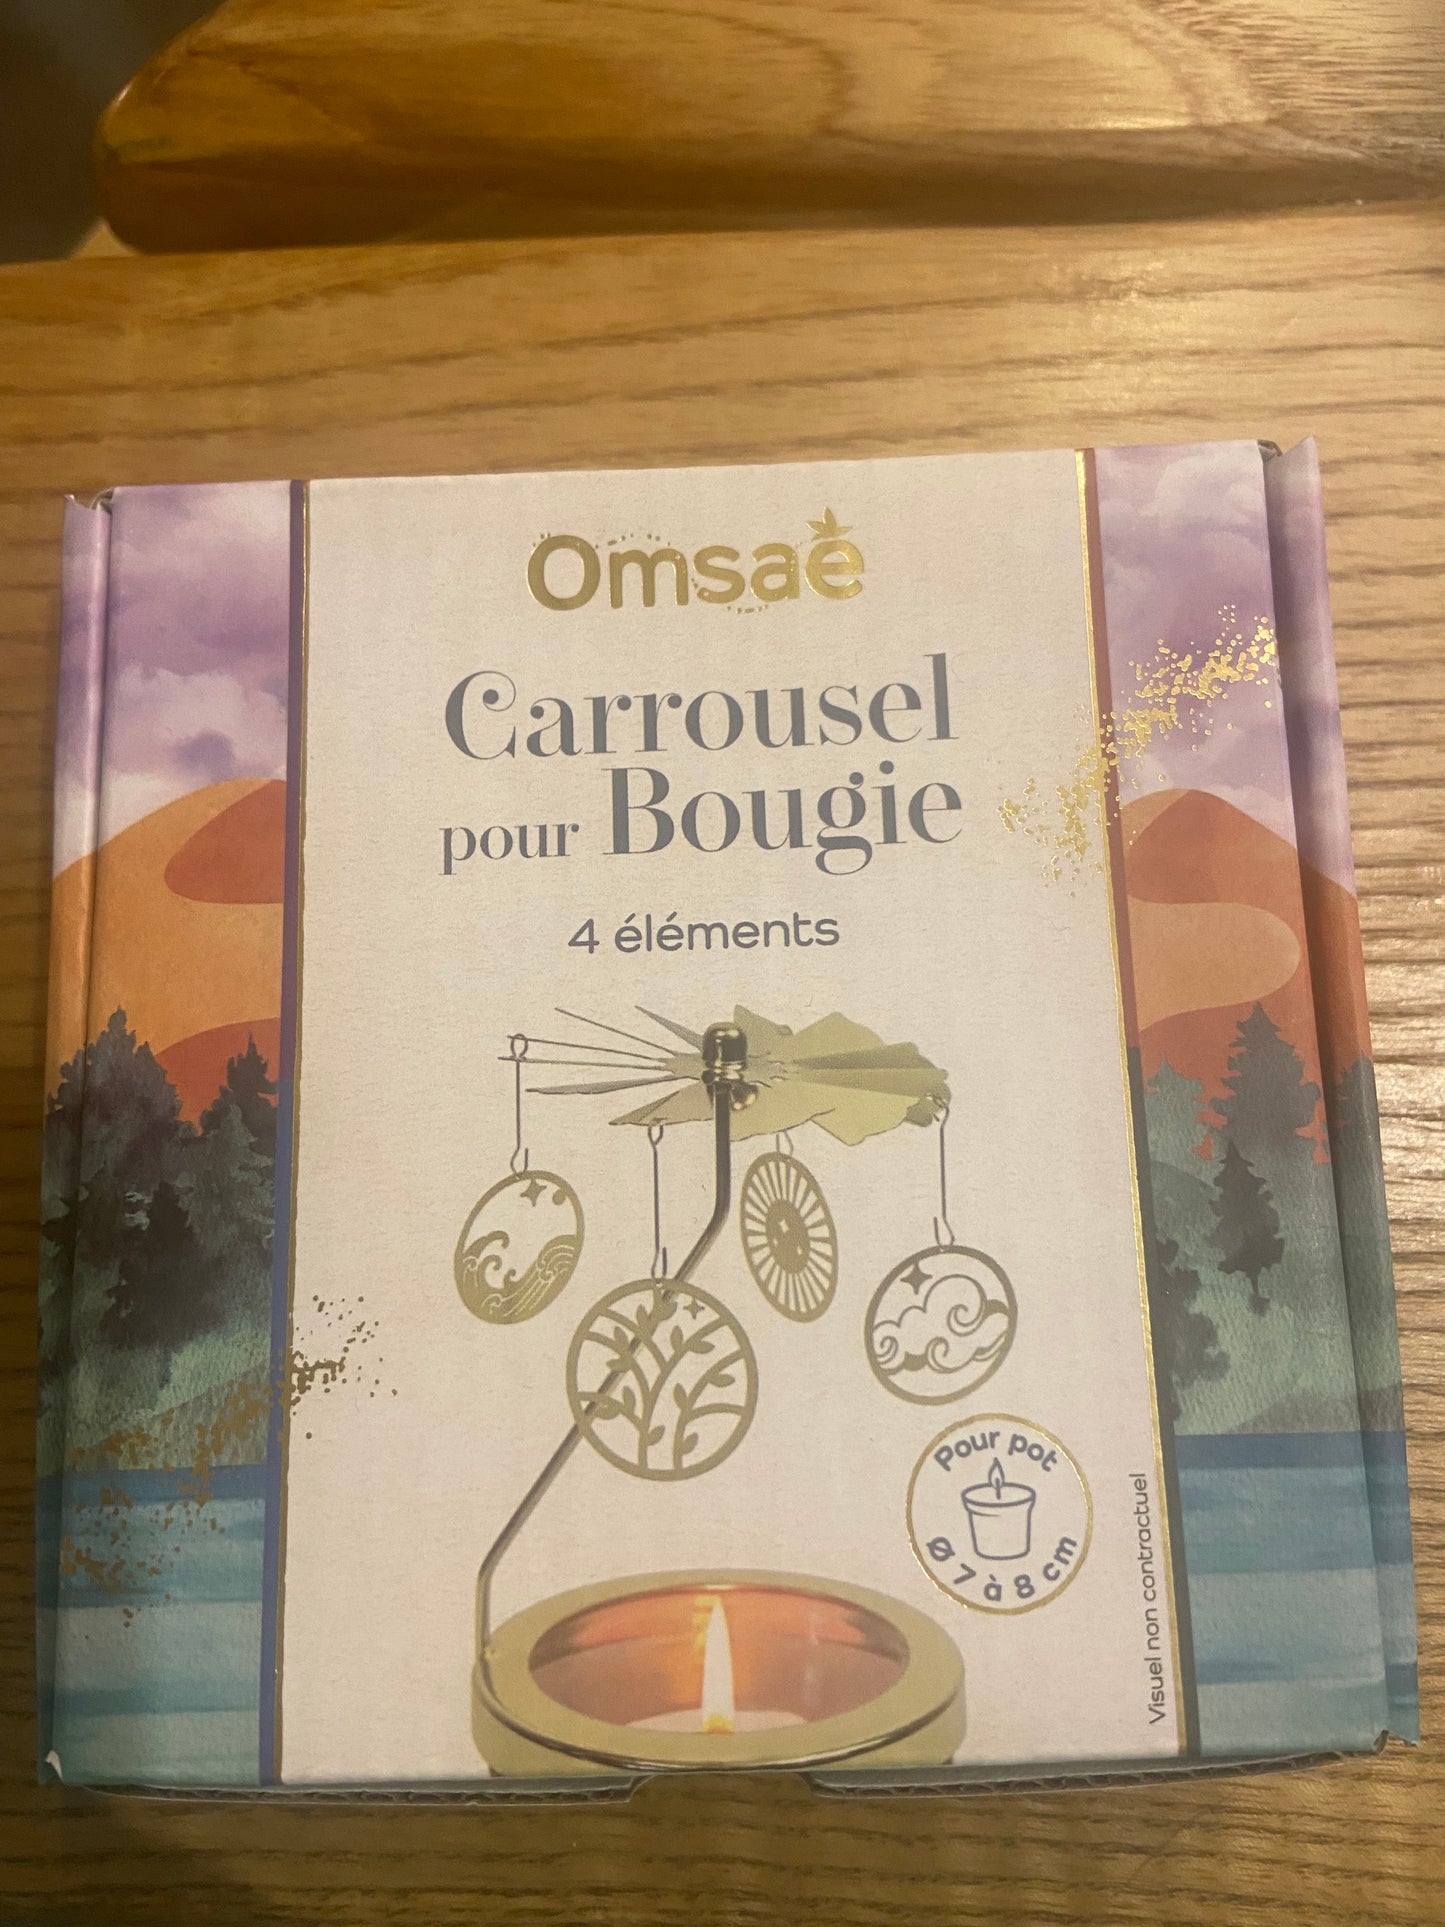 Omsaé
Carrousel
pour Bougie
4 éléments
Pour pot
Ø 7 à 8 cm
Visuel non contractuel